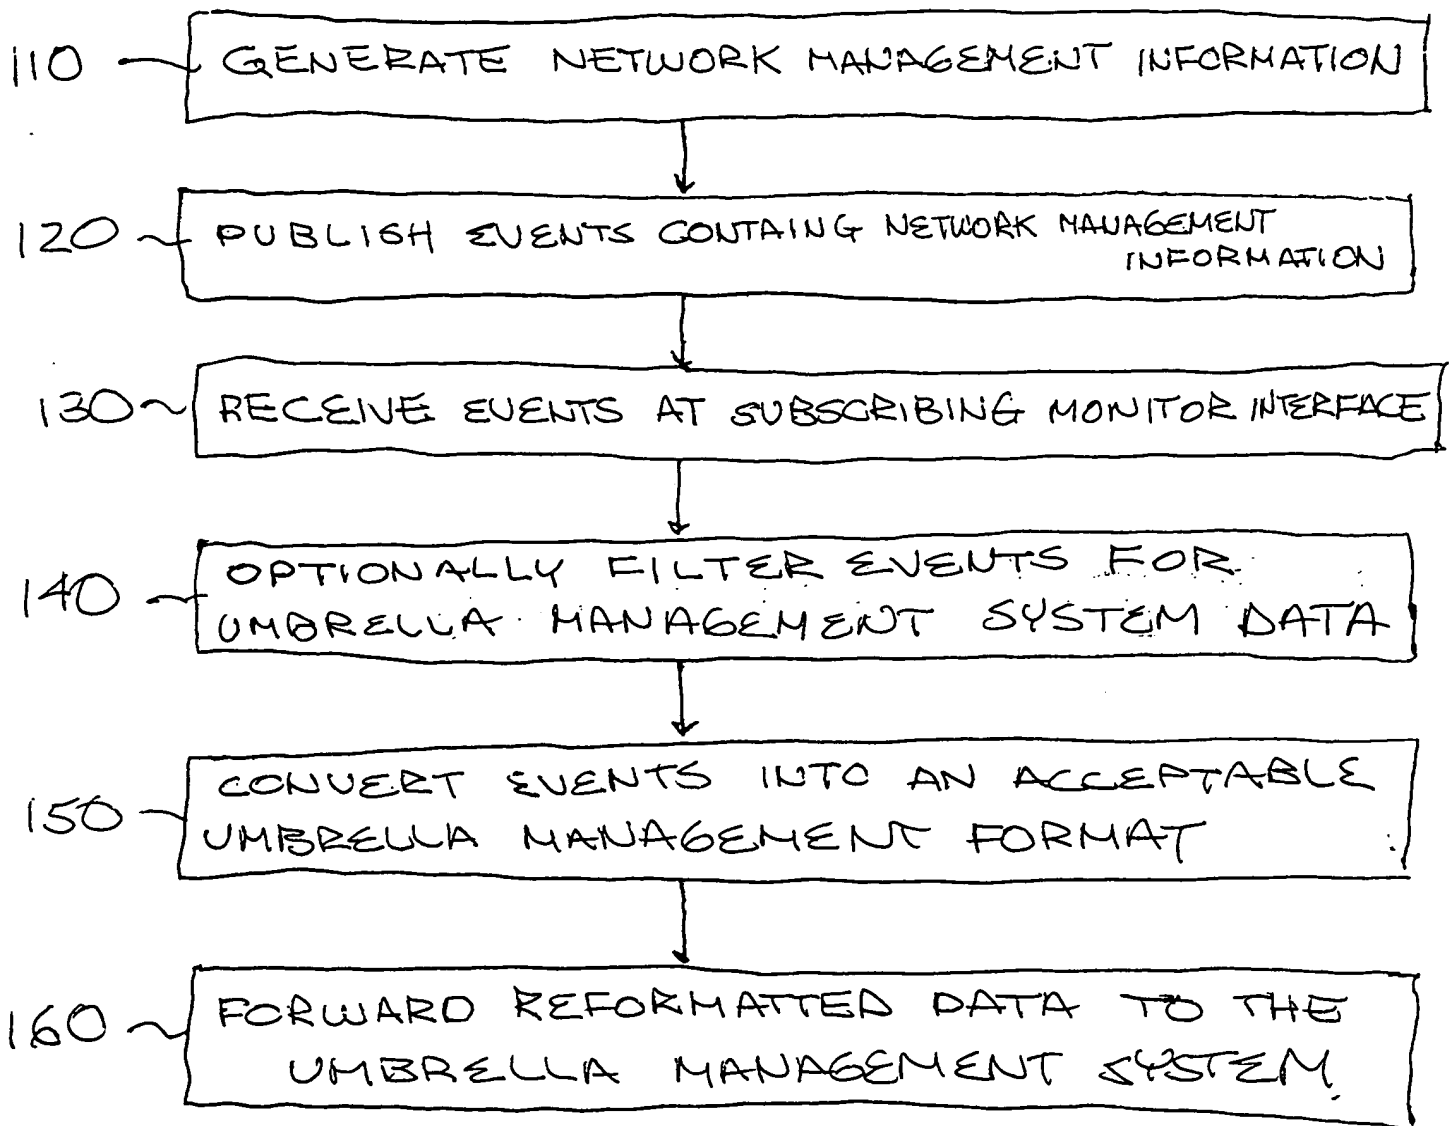 110 GENERATE NETWORK MANAGEMENT INFORMATION
120 PUBLISH EVENTS CONTAING NETWORK MANAGEMENT
INFORMATION
130 RECEIVE EVENTS AT SUBSCRIBING MONITOR INTERFACE
140 OPTIONALLY FILTER EVENTS FOR
UMBRELLA MANAGEMENT SYSTEM DATA
150 CONVERT EVENTS INTO AN ACCEPTABLE
UMBRELLA MANAGEMENT FORMAT
160 FORWARD REFORMATTED DATA TO THE
UMBRELLA MANAGEMENT SYSTEM